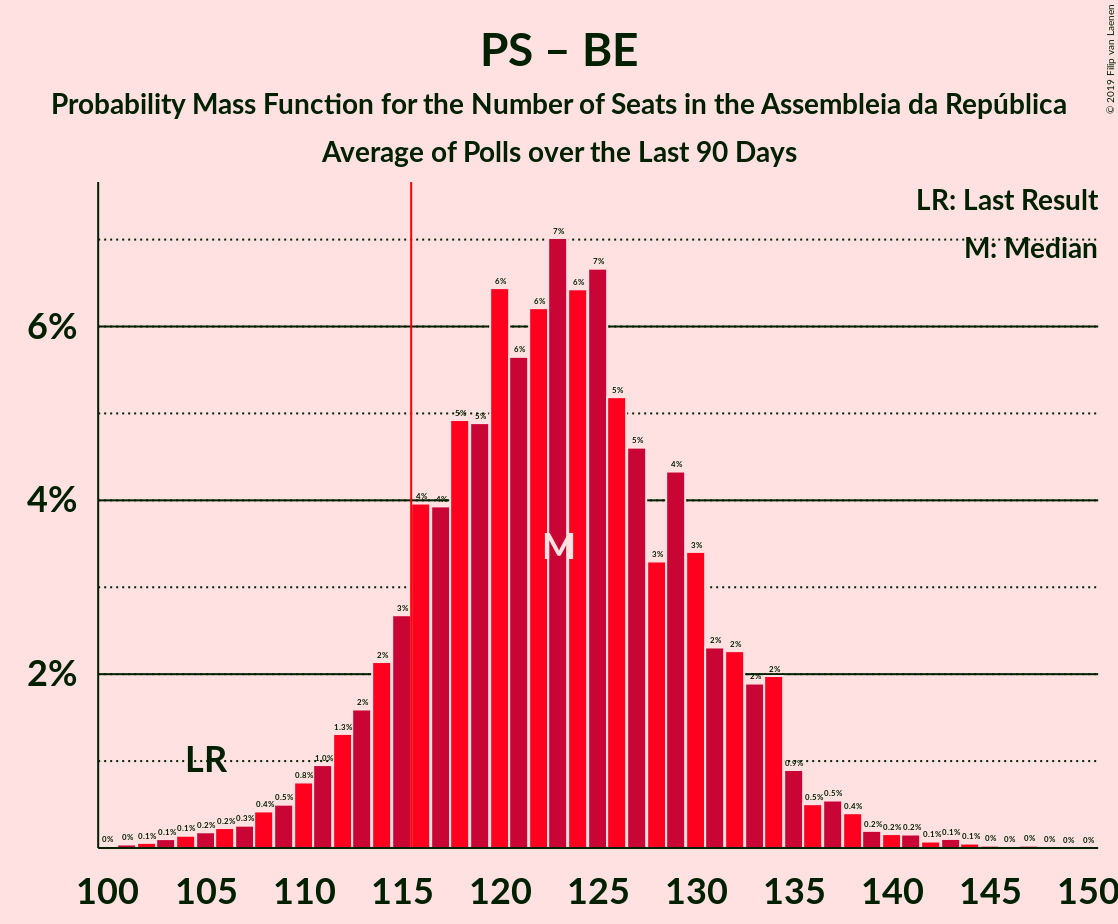 PS – BE
Probability Mass Function for the Number of Seats in the Assembleia da República
Average of Polls over the Last 90 Days
© 2019 Filip van Laenen
LR: Last Result
M: Median
6%
4%
2%
0% 0% 0.1% 0.1% 0.1% 0.2% 0.2% 0.3% 0.4% 0.5% 0.8% 1.0% 1.3% 2% 2% 3% 4% 4% 5% 5% 6% 6% 6% 7% 6% 7% 5% 5% 3% 4% 3% 2% 2% 2% 2% 0.9% 0.5% 0.5% 0.4% 0.2% 0.2% 0.2% 0.1% 0.1% 0.1% 0% 0% 0% 0% 0% 0%
M
LR
100 105 110 115 120 125 130 135 140 145 150